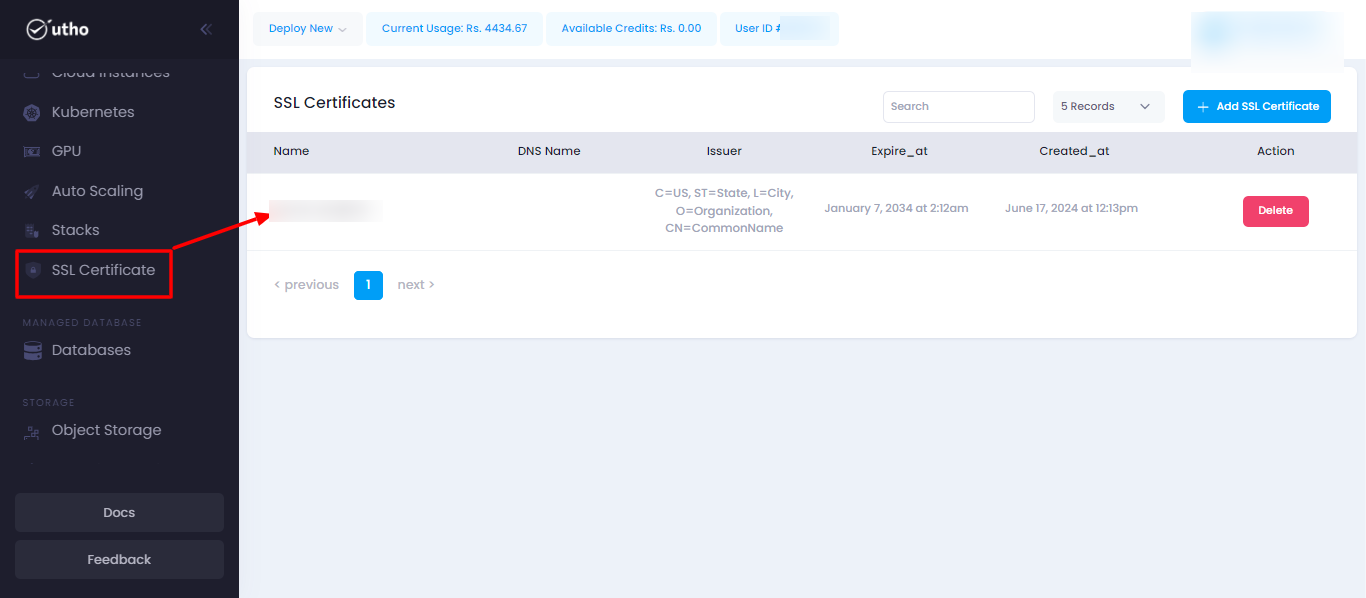 utho
Cloud Instances
Kubernetes
GPU
Auto Scaling
Stacks
SSL Certificate
MANAGED DATABASE
Databases
STORAGE
Object Storage
Docs
Feedback
Deploy New
Current Usage: Rs. 4434.67
Available Credits: Rs. 0.00
User ID #
SSL Certificates
Search
5 Records
+ Add SSL Certificate
Name DNS Name Issuer Expire_at Created_at Action
C=US, ST=State, L=City,
O=Organization,
CN=CommonName
January 7, 2034 at 2:12am
June 17, 2024 at 12:13pm
Delete
< previous 1 next >